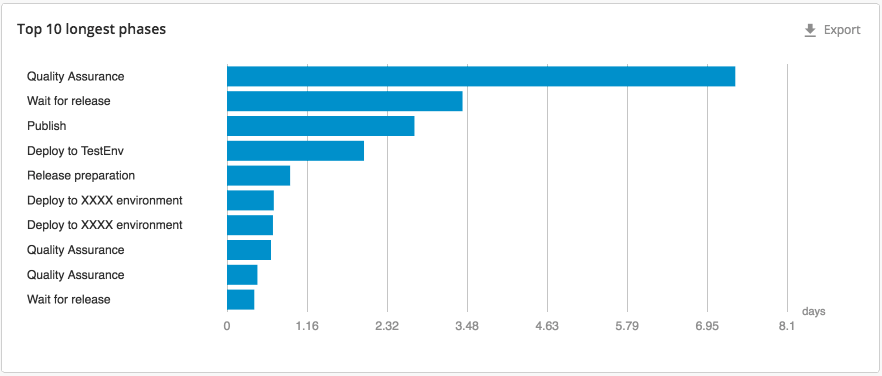 Top 10 longest phases
Export
Quality Assurance
Wait for release
Publish
Deploy to TestEnv
Release preparation
Deploy to XXXX environment
Deploy to XXXX environment
Quality Assurance
Quality Assurance
Wait for release
days
0 1.16 2.32 3.48 4.63 5.79 6.95 8.1